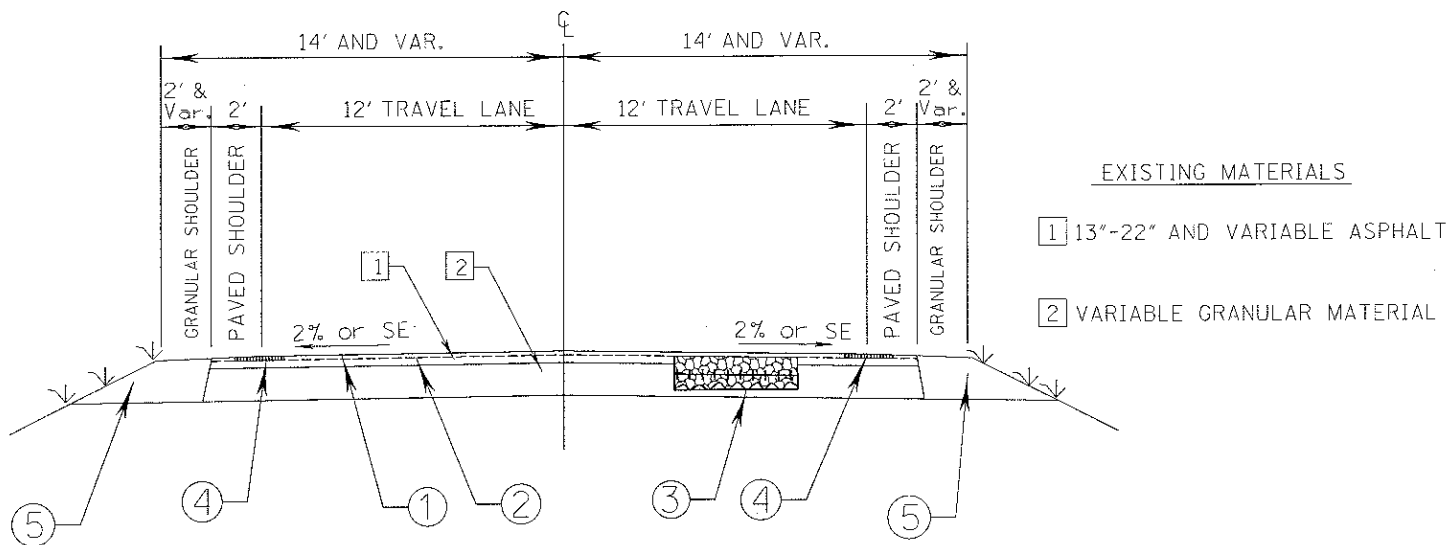 ℄
14' AND VAR.
14' AND VAR.
2' &
Var.
2'
12' TRAVEL LANE
12' TRAVEL LANE
2'
2' &
Var.
GRANULAR SHOULDER
PAVED SHOULDER
PAVED SHOULDER
GRANULAR SHOULDER
EXISTING MATERIALS
1 13"-22" AND VARIABLE ASPHALT
2 VARIABLE GRANULAR MATERIAL
1
2
2% or SE
2% or SE
5
4
1
2
3
4
5